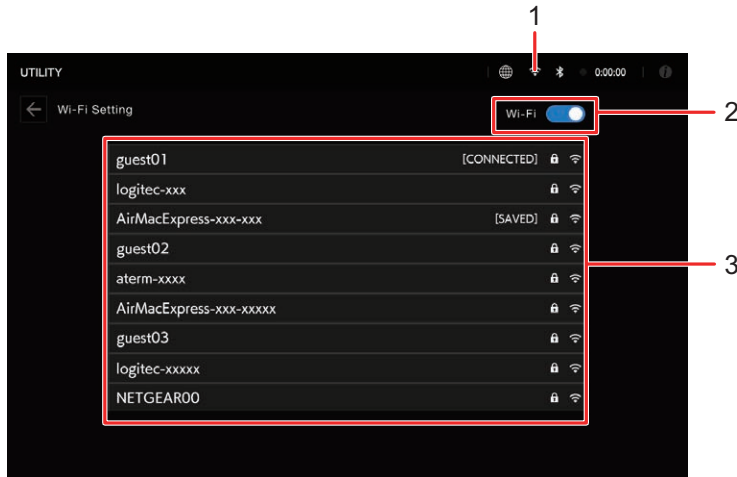 1
UTILITY 0:00:00 i
Wi-Fi Setting Wi-Fi 2
guest01 [CONNECTED]
logitec-xxx
AirMacExpress-xxx-xxx [SAVED]
guest02
aterm-xxxx 3
AirMacExpress-xxx-xxxxx
guest03
logitec-xxxxx
NETGEAR00